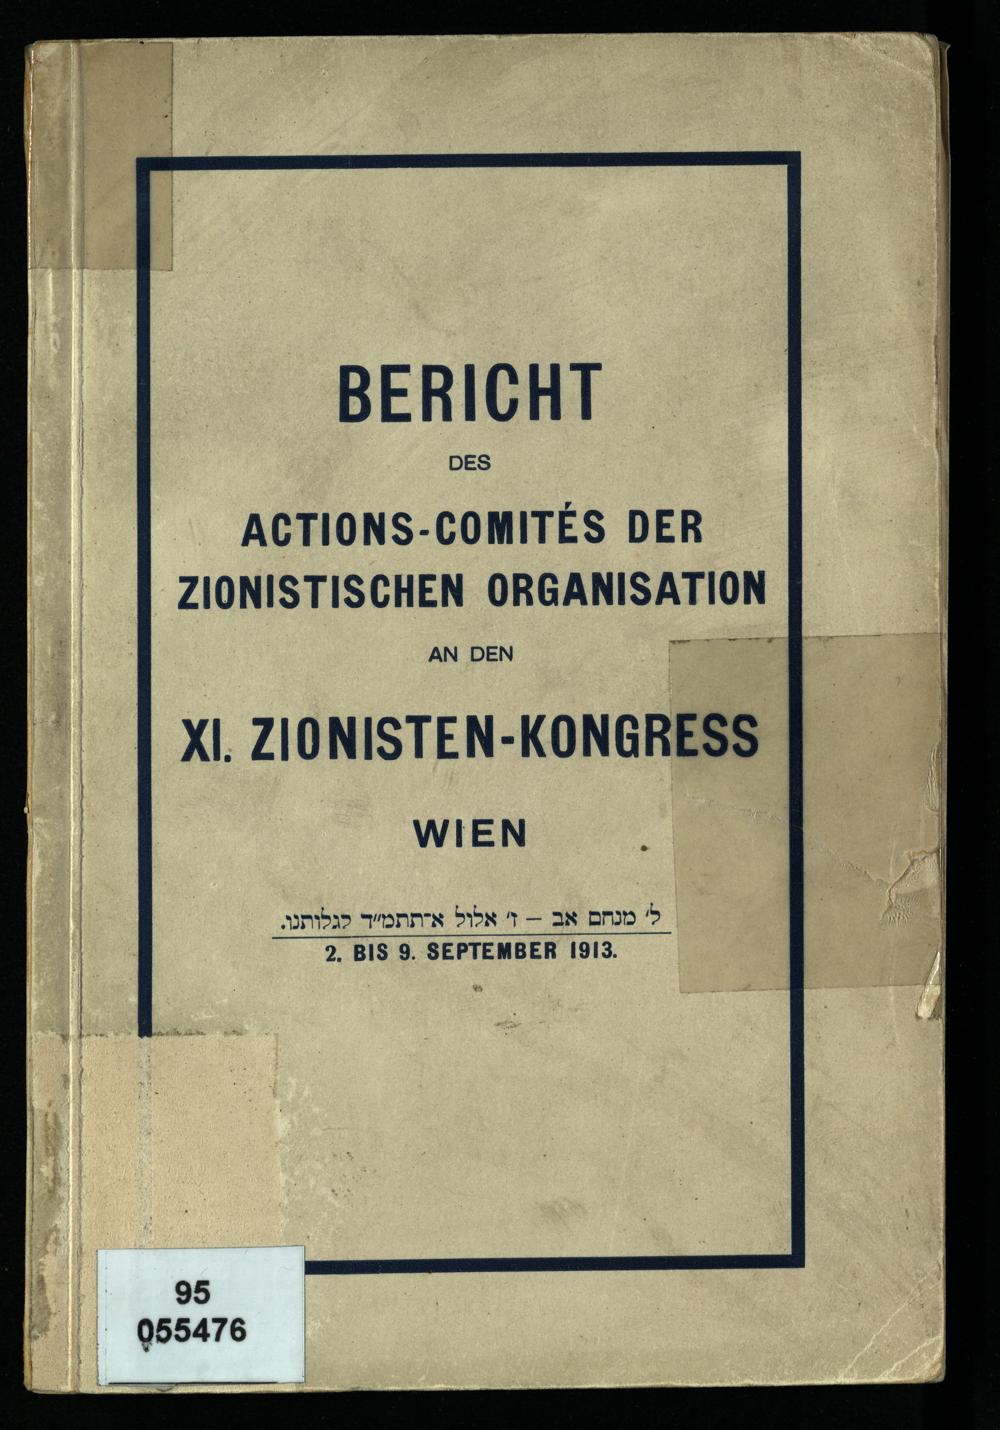 BERICHT
DES
ACTIONS-COMITÉS DER
ZIONISTISCHEN ORGANISATION
AN DEN
XI. ZIONISTEN-KONGRESS
WIEN
ל׳ מנחם אב — ז׳ אלול א־תתמ״ד לגלותנו.
2. BIS 9. SEPTEMBER 1913.
95
055476